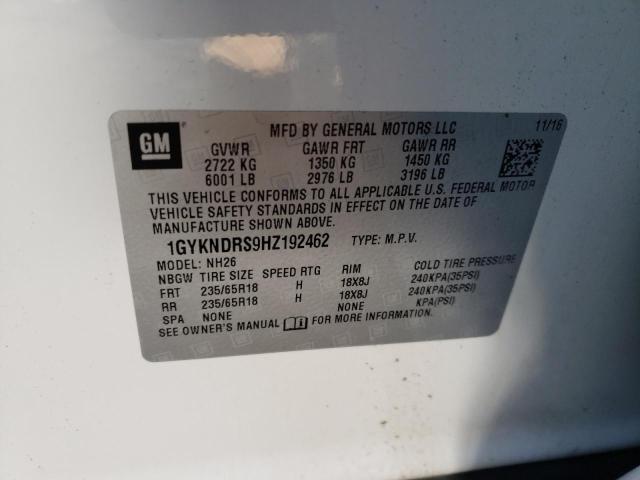 GM
MFD BY GENERAL MOTORS LLC 11/16
GVWR GAWR FRT GAWR RR
2722 KG 1350 KG 1450 KG
6001 LB 2976 LB 3196 LB
THIS VEHICLE CONFORMS TO ALL APPLICABLE U.S. FEDERAL MOTOR
VEHICLE SAFETY STANDARDS IN EFFECT ON THE DATE OF
MANUFACTURE SHOWN ABOVE.
1GYKNDRS9HZ192462 TYPE: M.P.V.
MODEL: NH26
NBGW TIRE SIZE SPEED RTG RIM COLD TIRE PRESSURE
FRT 235/65R18 H 18X8J 240KPA(35PSI)
RR 235/65R18 H 18X8J 240KPA(35PSI)
SPA NONE NONE KPA(PSI)
SEE OWNER'S MANUAL FOR MORE INFORMATION.